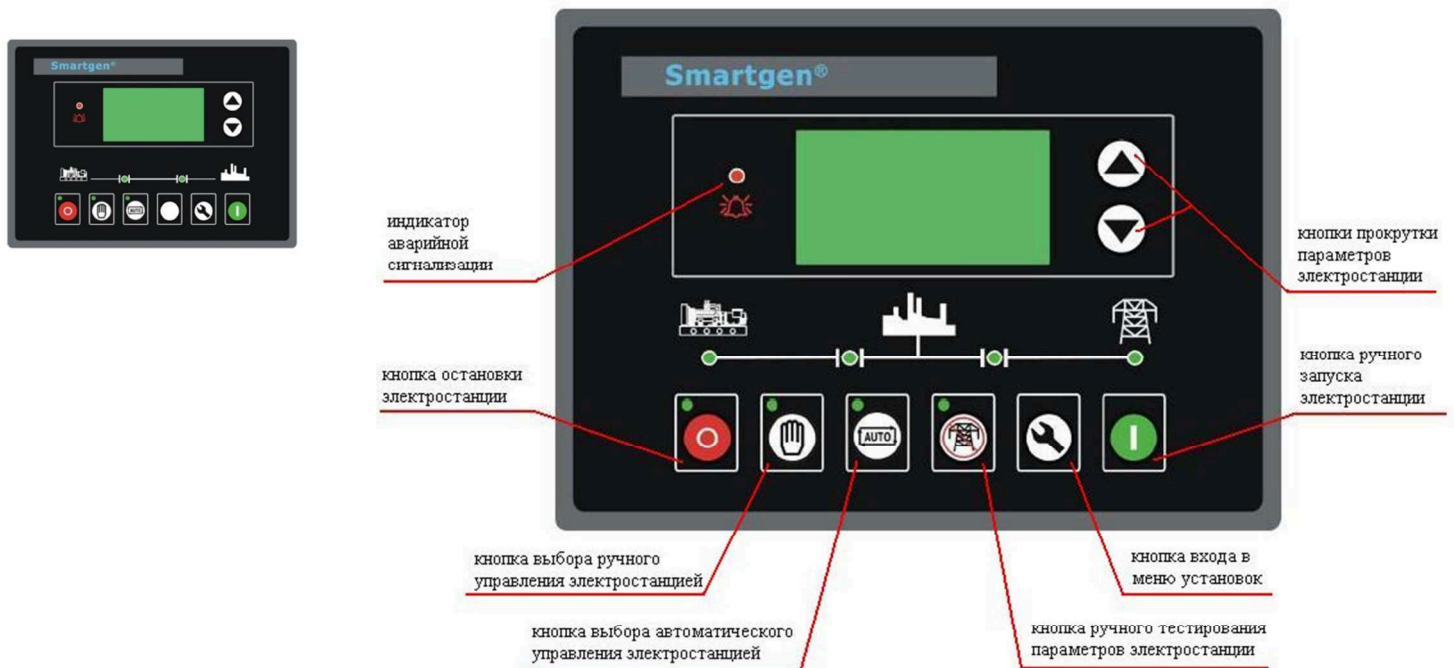 Smartgen®
AUTO
Smartgen®
индикатор
аварийной
сигнализации
кнопки прокрутки
параметров
электростанции
кнопка остановки
электростанции
кнопка ручного
запуска
электростанции
AUTO
кнопка выбора ручного
управления электростанцией
кнопка входа в
меню установок
кнопка выбора автоматического
управления электростанцией
кнопка ручного тестирования
параметров электростанции